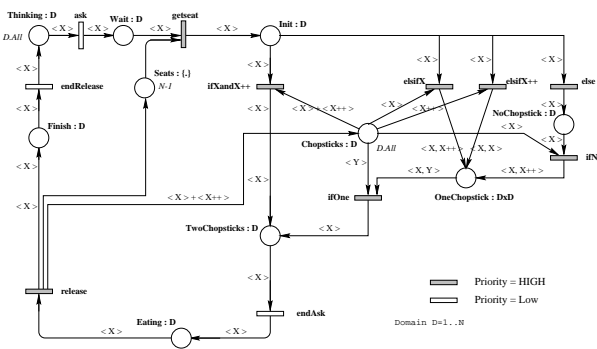 Thinking : D
ask
Wait : D
getseat
Init : D
< X >
< X >
< X >
< X >
D.All
< X >
< X >
< X >
< X >
< X >
Seats : {.}
N-1
endRelease
ifXandX++
elsifX
elsifX++
else
< X >
< X >
< X > + < X++ >
< X >
< X++ >
< X >
NoChopstick : D
Finish : D
Chopsticks : D
D.All
< X >
< X >
< X, X++ >
< X, X >
ifN
< Y >
< X >
< X >
< X, Y >
< X, X++ >
OneChopstick : DxD
< X > + < X++ >
ifOne
TwoChopsticks : D
< X >
< X >
release
Priority = HIGH
Priority = Low
endAsk
Domain D=1..N
Eating : D
< X >
< X >